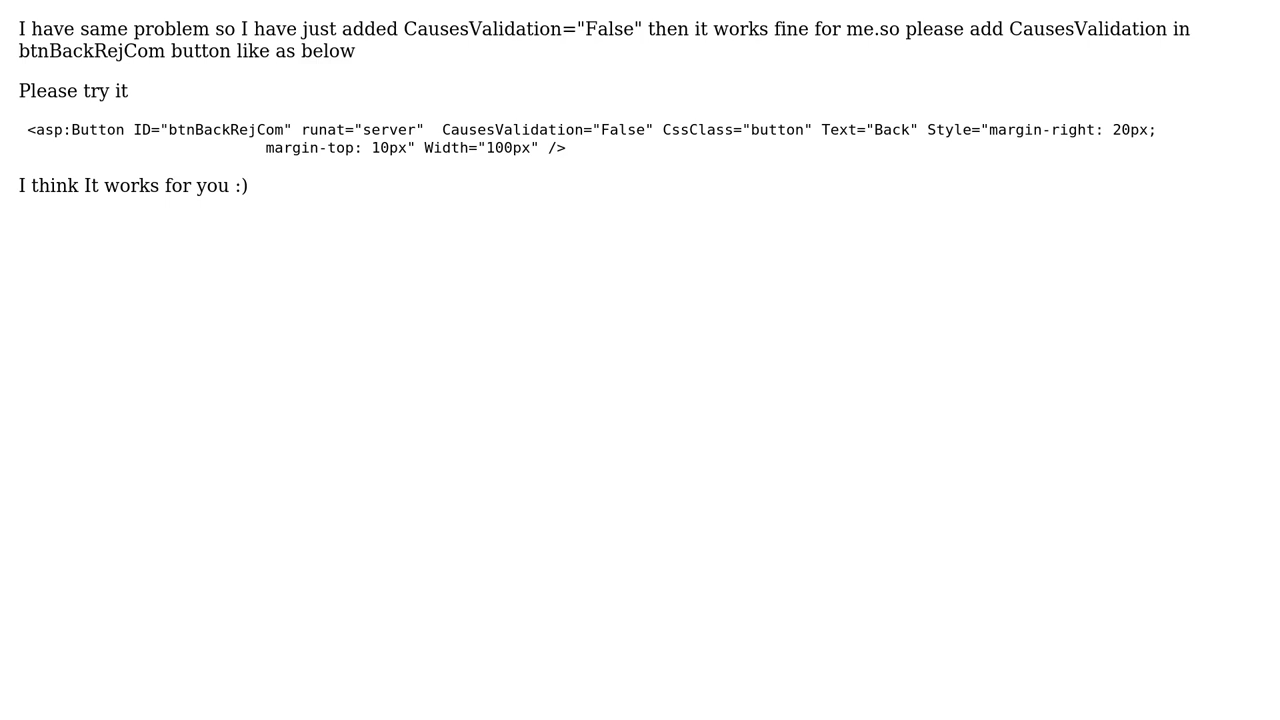 I have same problem so I have just added CausesValidation="False" then it works fine for me.so please add CausesValidation in
btnBackRejCom button like as below
Please try it
<asp:Button ID="btnBackRejCom" runat="server"  CausesValidation="False" CssClass="button" Text="Back" Style="margin-right: 20px;
margin-top: 10px" Width="100px" />
I think It works for you :)